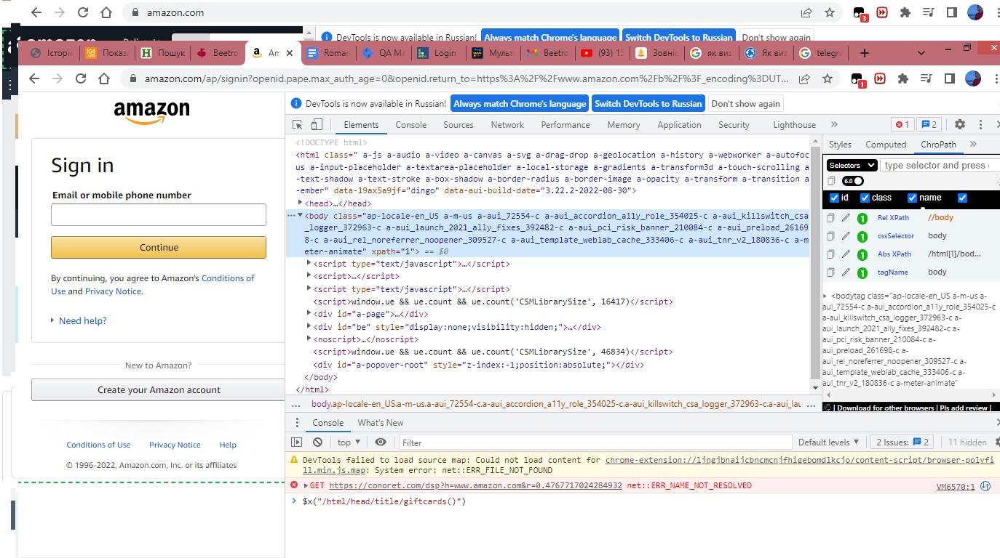 amazon.com
3
DevTools is now available in Russian! Always match Chrome's language Switch DevTools to Russian Don't show again
Історія Показ Пошук Beetro Am Roman QA Ma Login Мульт Beetro (93) 15 Зовніш як виз Як виз telegra
amazon.com/ap/signin?openid.pape.max_auth_age=0&openid.return_to=https%3A%2F%2Fwww.amazon.com%2Fb%2F%3F_encoding%3DUT...
1
amazon
DevTools is now available in Russian! Always match Chrome's language Switch DevTools to Russian Don't show again
Elements Console Sources Network Performance Memory Application Security Lighthouse » 1 2
Sign in
Email or mobile phone number
Continue
By continuing, you agree to Amazon's Conditions of
Use and Privacy Notice.
Need help?
New to Amazon?
Create your Amazon account
Conditions of Use Privacy Notice Help
© 1996-2022, Amazon.com, Inc. or its affiliates
<!DOCTYPE html>
<html class=" a-js a-audio a-video a-canvas a-svg a-drag-drop a-geolocation a-history a-webworker a-autofoc
us a-input-placeholder a-textarea-placeholder a-local-storage a-gradients a-transform3d a-touch-scrolling a
-text-shadow a-text-stroke a-box-shadow a-border-radius a-border-image a-opacity a-transform a-transition a
-ember" data-19ax5a9jf="dingo" data-aui-build-date="3.22.2-2022-08-30">
<head>…</head>
<body class="ap-locale-en_US a-m-us a-aui_72554-c a-aui_accordion_a11y_role_354025-c a-aui_killswitch_csa
_logger_372963-c a-aui_launch_2021_ally_fixes_392482-c a-aui_pci_risk_banner_210084-c a-aui_preload_26169
8-c a-aui_rel_noreferrer_noopener_309527-c a-aui_template_weblab_cache_333406-c a-aui_tnr_v2_180836-c a-m
eter-animate" xpath="1"> == $0
<script type="text/javascript">…</script>
<script>…</script>
<script type="text/javascript">…</script>
<script>window.ue && ue.count && ue.count('CSMLibrarySize', 16417)</script>
<div id="a-page">…</div>
<div id="be" style="display:none;visibility:hidden;">…</div>
<noscript>…</noscript>
<script>window.ue && ue.count && ue.count('CSMLibrarySize', 46834)</script>
<div id="a-popover-root" style="z-index:-1;position:absolute;"></div>
</body>
</html>
... body.ap-locale-en_US.a-m-us.a-aui_72554-c.a-aui_accordion_a11y_role_354025-c.a-aui_killswitch_csa_logger_372963-c.a-aui_lau ...
Styles Computed ChroPath »
Selectors type selector and press
6.0
id class name
1 Rel XPath //body
1 cssSelector body
1 Abs XPath /html[1]/bod...
1 tagName body
<bodytag class="ap-locale-en_US a-m-us a-
aui_72554-c a-aui_accordion_a11y_role_354025-c
a-aui_killswitch_csa_logger_372963-c a-
aui_launch_2021_ally_fixes_392482-c a-
aui_pci_risk_banner_210084-c a-
aui_preload_261698-c a-
aui_rel_noreferrer_noopener_309527-c a-
aui_template_weblab_cache_333406-c a-
aui_tnr_v2_180836-c a-meter-animate"
| Download for other browsers | Pls add review |
Console What's New
top Filter Default levels 2 Issues: 2 11 hidden
DevTools failed to load source map: Could not load content for chrome-extension://ljngjbnaijcbncmcnjfhigebomdlkcjo/content-script/browser-polyfi
ll.min.js.map: System error: net::ERR_FILE_NOT_FOUND
GET https://conoret.com/dsp?h=www.amazon.com&r=0.4767717024284932 net::ERR_NAME_NOT_RESOLVED VM6570:1
$x("/html/head/title/giftcards()")